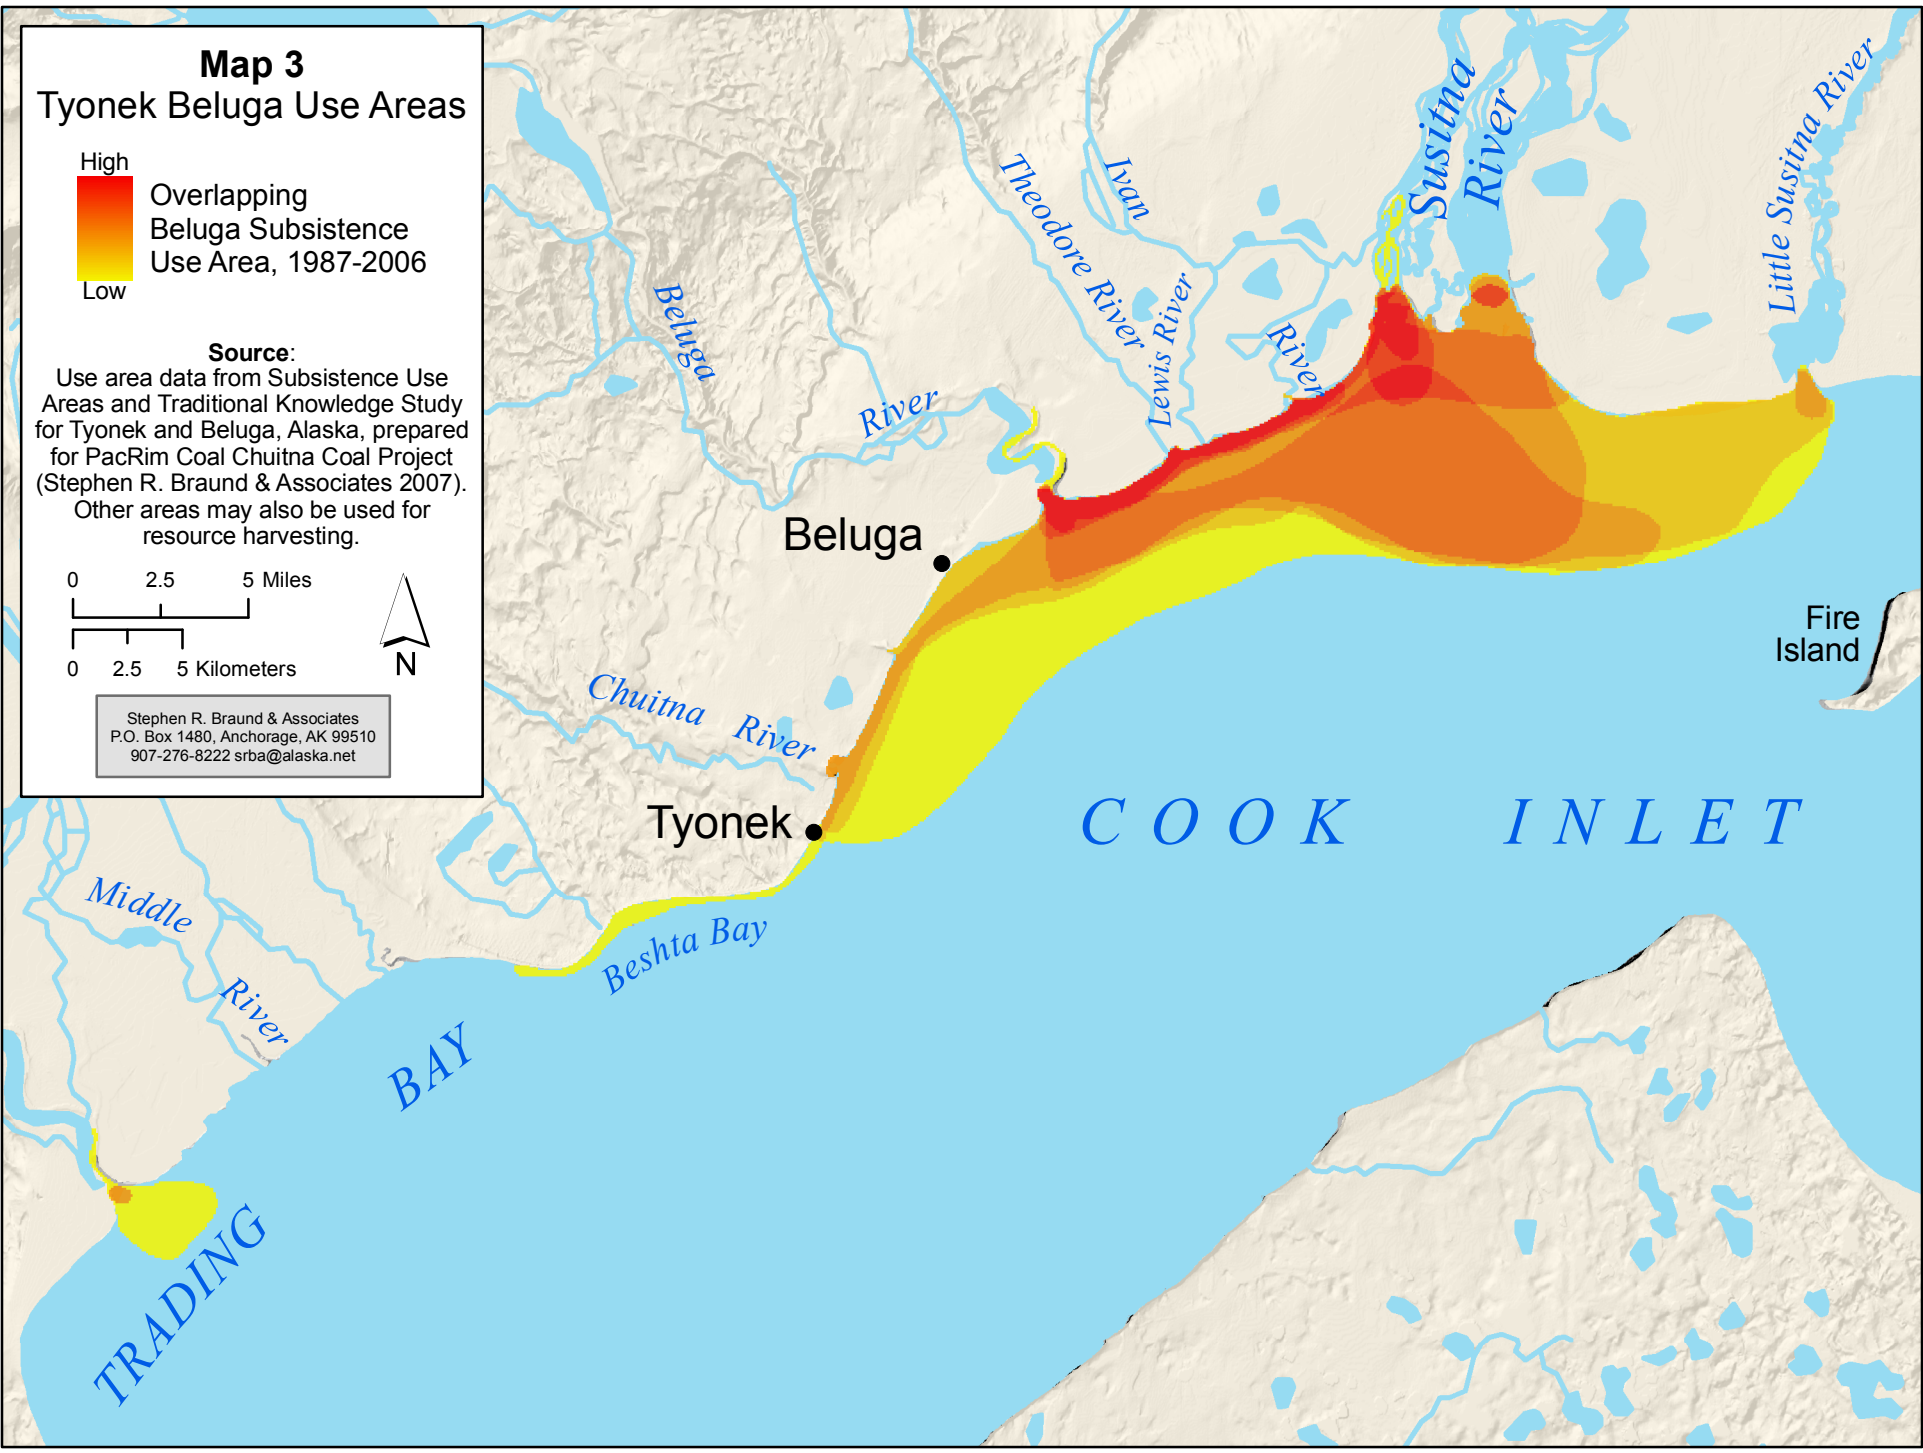 Map 3
Tyonek Beluga Use Areas
High
Overlapping
Beluga Subsistence
Use Area, 1987-2006
Low
Source:
Use area data from Subsistence Use
Areas and Traditional Knowledge Study
for Tyonek and Beluga, Alaska, prepared
for PacRim Coal Chuitna Coal Project
(Stephen R. Braund & Associates 2007).
Other areas may also be used for
resource harvesting.
0 2.5 5 Miles
0 2.5 5 Kilometers
N
Stephen R. Braund & Associates
P.O. Box 1480, Anchorage, AK 99510
907-276-8222 srba@alaska.net
Susitna
River
Little Susitna River
Ivan
River
Theodore River
Lewis River
Beluga
River
Beluga
Fire
Island
Chuitna River
Tyonek
COOK INLET
Beshta Bay
Middle
River
TRADING
BAY